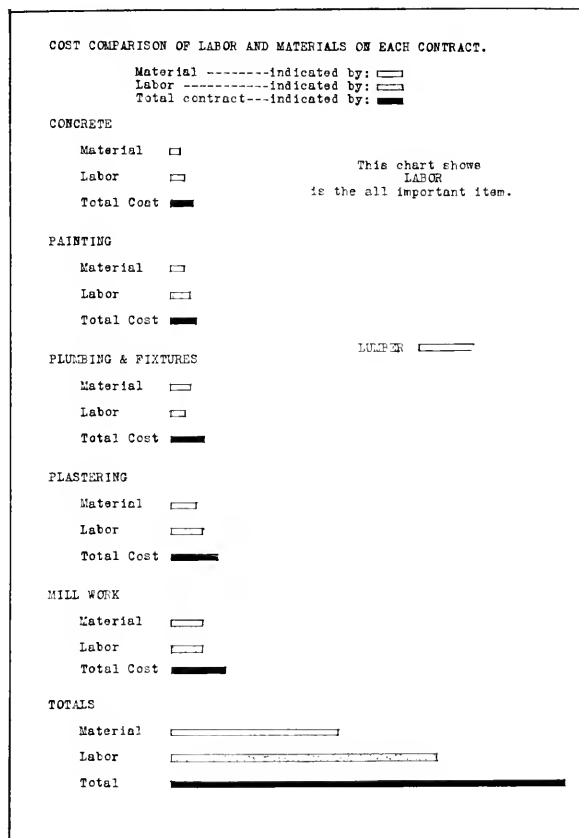 COST COMPARISON OF LABOR AND MATERIALS ON EACH CONTRACT.
Material --------indicated by:
Labor -----------indicated by:
Total contract---indicated by:
CONCRETE
Material
Labor
Total Cost
This chart shows
LABOR
is the all important item.
PAINTING
Material
Labor
Total Cost
LUMBER
PLUMBING & FIXTURES
Material
Labor
Total Cost
PLASTERING
Material
Labor
Total Cost
MILL WORK
Material
Labor
Total Cost
TOTALS
Material
Labor
Total